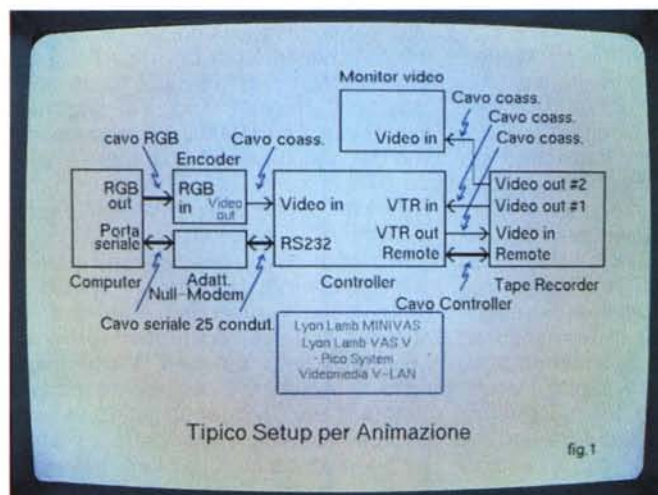 Monitor video
Cavo coass.
Cavo coass.
Cavo coass.
Video in
cavo RGB
Cavo coass.
Encoder
RGB out
RGB in
Video out
Video in
VTR in
Video out #2
Video out #1
Porta seriale
RS232
VTR out
Remote
Video in
Remote
Computer
Adatt.
Null-Modem
Controller
Tape Recorder
Cavo Controller
Cavo seriale 25 condut.
Lyon Lamb MINIVAS
Lyon Lamb VAS V
Pico System
Videomedia V-LAN
Tipico Setup per Animazione
fig.1